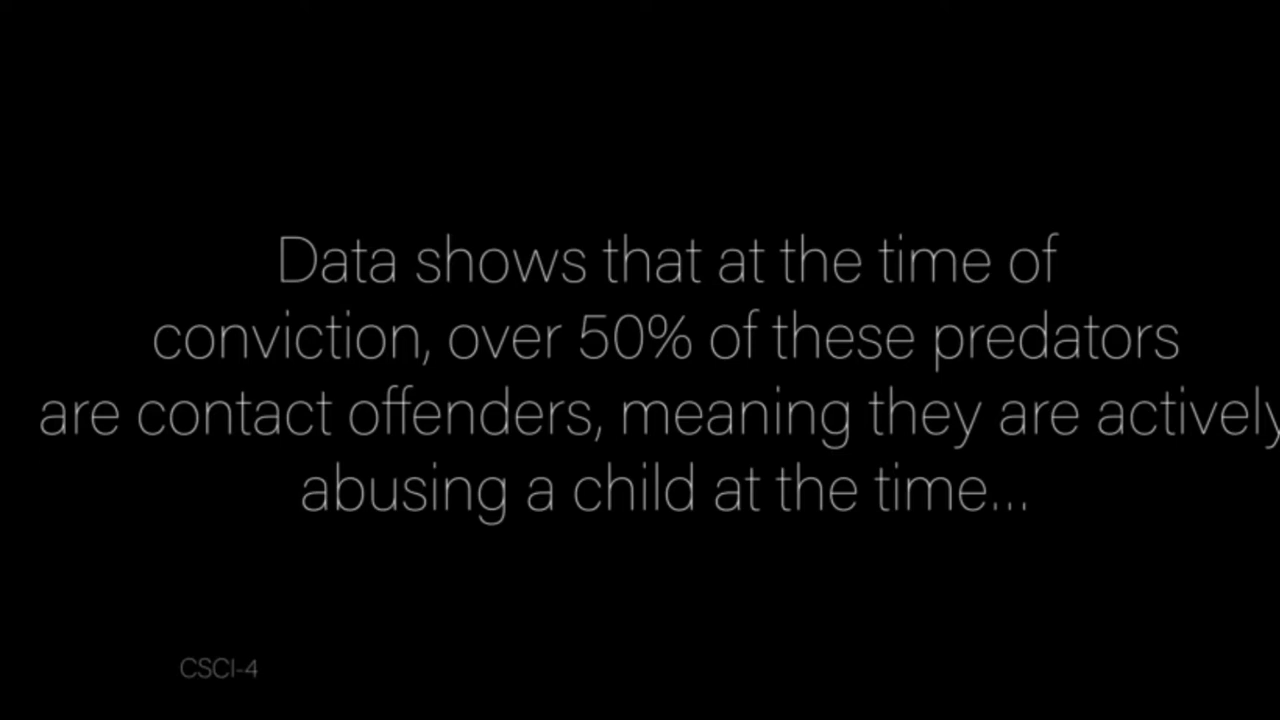 Data shows that at the time of
conviction, over 50% of these predators
are contact offenders, meaning they are actively
abusing a child at the time...
CSCI-4